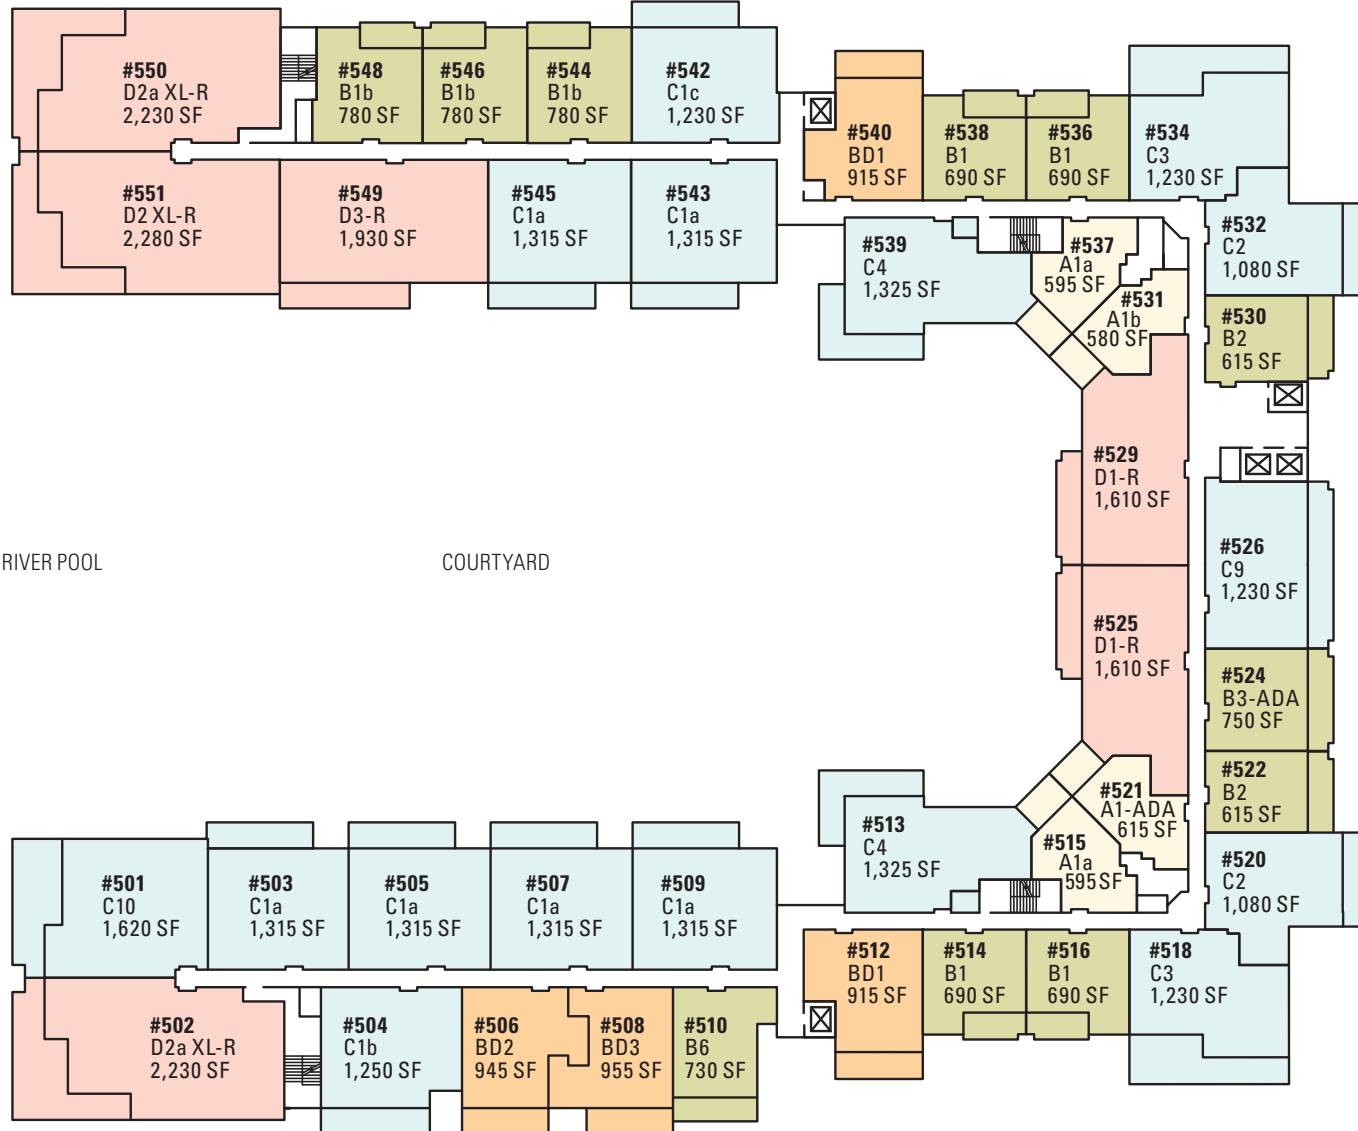 #550
D2a XL-R
2,230 SF
#548
B1b
780 SF
#546
B1b
780 SF
#544
B1b
780 SF
#542
C1c
1,230 SF
#540
BD1
915 SF
#538
B1
690 SF
#536
B1
690 SF
#534
C3
1,230 SF
#551
D2 XL-R
2,280 SF
#549
D3-R
1,930 SF
#545
C1a
1,315 SF
#543
C1a
1,315 SF
#539
C4
1,325 SF
#537
A1a
595 SF
#531
A1b
580 SF
#532
C2
1,080 SF
#530
B2
615 SF
#529
D1-R
1,610 SF
#526
C9
1,230 SF
RIVER POOL
COURTYARD
#525
D1-R
1,610 SF
#524
B3-ADA
750 SF
#522
B2
615 SF
#521
A1-ADA
615 SF
#513
C4
1,325 SF
#515
A1a
595 SF
#520
C2
1,080 SF
#501
C10
1,620 SF
#503
C1a
1,315 SF
#505
C1a
1,315 SF
#507
C1a
1,315 SF
#509
C1a
1,315 SF
#512
BD1
915 SF
#514
B1
690 SF
#516
B1
690 SF
#518
C3
1,230 SF
#502
D2a XL-R
2,230 SF
#504
C1b
1,250 SF
#506
BD2
945 SF
#508
BD3
955 SF
#510
B6
730 SF